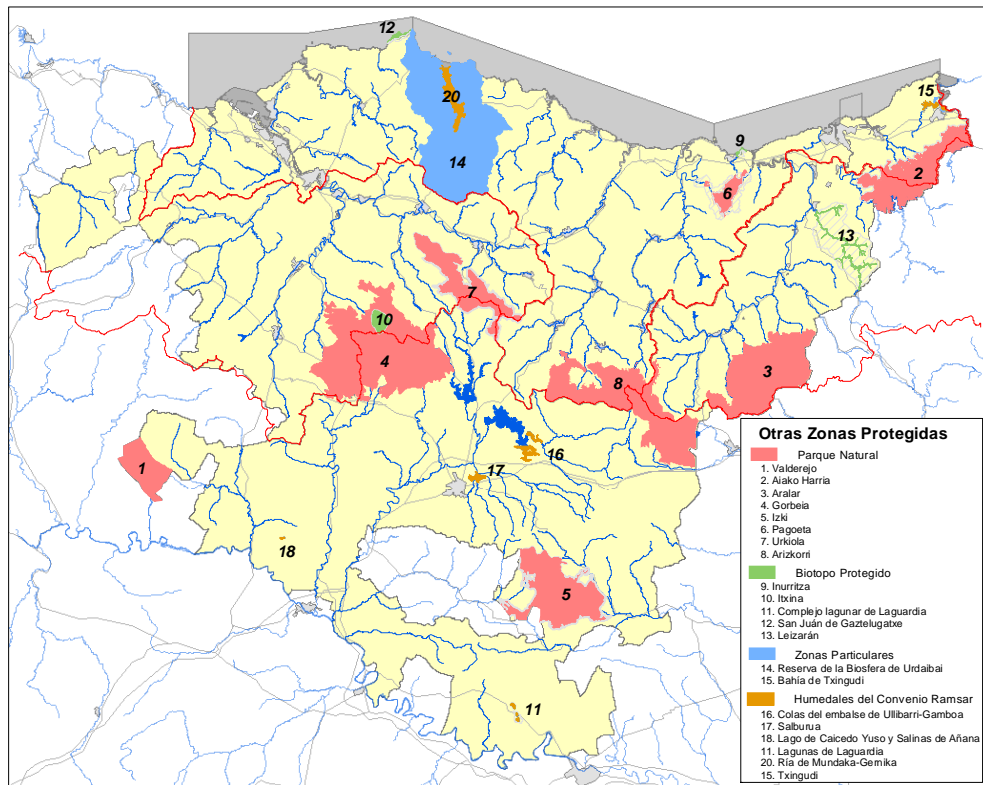 12
20
15
14
9
2
6
13
7
10
4
3
8
16
1
17
18
5
11
Otras Zonas Protegidas
Parque Natural
1. Valderejo
2. Aiako Harria
3. Aralar
4. Gorbeia
5. Izki
6. Pagoeta
7. Urkiola
8. Arizkorri
Biotopo Protegido
9. Inurritza
10. Itxina
11. Complejo lagunar de Laguardia
12. San Juán de Gaztelugatxe
13. Leizarán
Zonas Particulares
14. Reserva de la Biosfera de Urdaibai
15. Bahía de Txingudi
Humedales del Convenio Ramsar
16. Colas del embalse de Ullibarri-Gamboa
17. Salburua
18. Lago de Caicedo Yuso y Salinas de Añana
11. Lagunas de Laguardia
20. Ría de Mundaka-Gernika
15. Txingudi